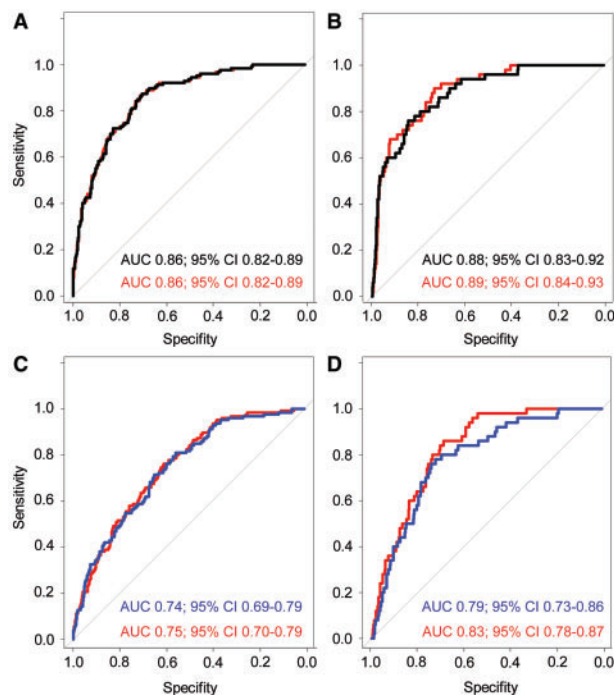 A
1.0
0.8
0.6
0.4
0.2
0.0
Sensitivity
AUC 0.86; 95% CI 0.82-0.89
AUC 0.86; 95% CI 0.82-0.89
1.0 0.8 0.6 0.4 0.2 0.0
Specifity
B
1.0
0.8
0.6
0.4
0.2
0.0
Sensitivity
AUC 0.88; 95% CI 0.83-0.92
AUC 0.89; 95% CI 0.84-0.93
1.0 0.8 0.6 0.4 0.2 0.0
Specifity
C
1.0
0.8
0.6
0.4
0.2
0.0
Sensitivity
AUC 0.74; 95% CI 0.69-0.79
AUC 0.75; 95% CI 0.70-0.79
1.0 0.8 0.6 0.4 0.2 0.0
Specifity
D
1.0
0.8
0.6
0.4
0.2
0.0
Sensitivity
AUC 0.79; 95% CI 0.73-0.86
AUC 0.83; 95% CI 0.78-0.87
1.0 0.8 0.6 0.4 0.2 0.0
Specifity